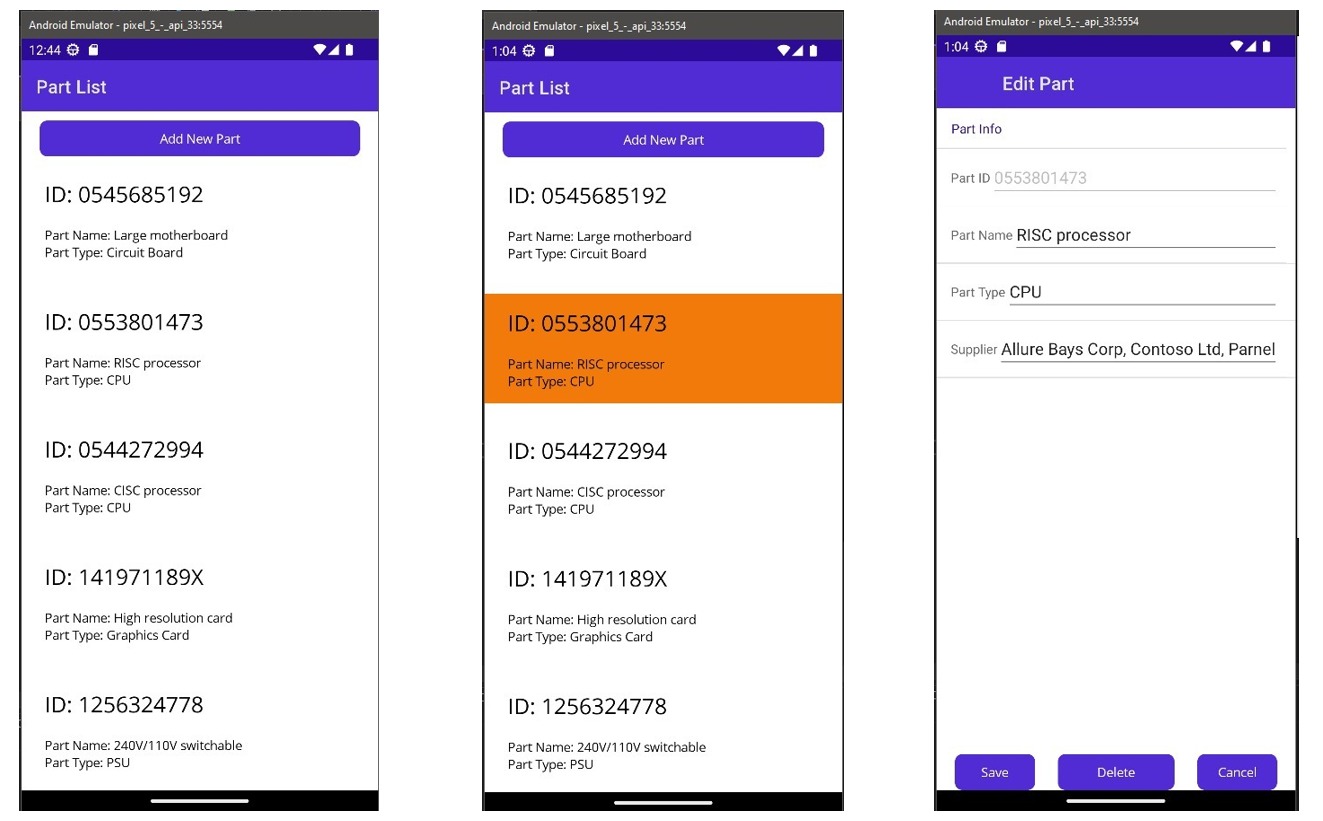 Android Emulator - pixel_5_-_api_33:5554
12:44
Part List
Add New Part
ID: 0545685192
Part Name: Large motherboard
Part Type: Circuit Board
ID: 0553801473
Part Name: RISC processor
Part Type: CPU
ID: 0544272994
Part Name: CISC processor
Part Type: CPU
ID: 141971189X
Part Name: High resolution card
Part Type: Graphics Card
ID: 1256324778
Part Name: 240V/110V switchable
Part Type: PSU
Android Emulator - pixel_5_-_api_33:5554
1:04
Part List
Add New Part
ID: 0545685192
Part Name: Large motherboard
Part Type: Circuit Board
ID: 0553801473
Part Name: RISC processor
Part Type: CPU
ID: 0544272994
Part Name: CISC processor
Part Type: CPU
ID: 141971189X
Part Name: High resolution card
Part Type: Graphics Card
ID: 1256324778
Part Name: 240V/110V switchable
Part Type: PSU
Android Emulator - pixel_5_-_api_33:5554
1:04
Edit Part
Part Info
Part ID 0553801473
Part Name RISC processor
Part Type CPU
Supplier Allure Bays Corp, Contoso Ltd, Parnel
Save Delete Cancel